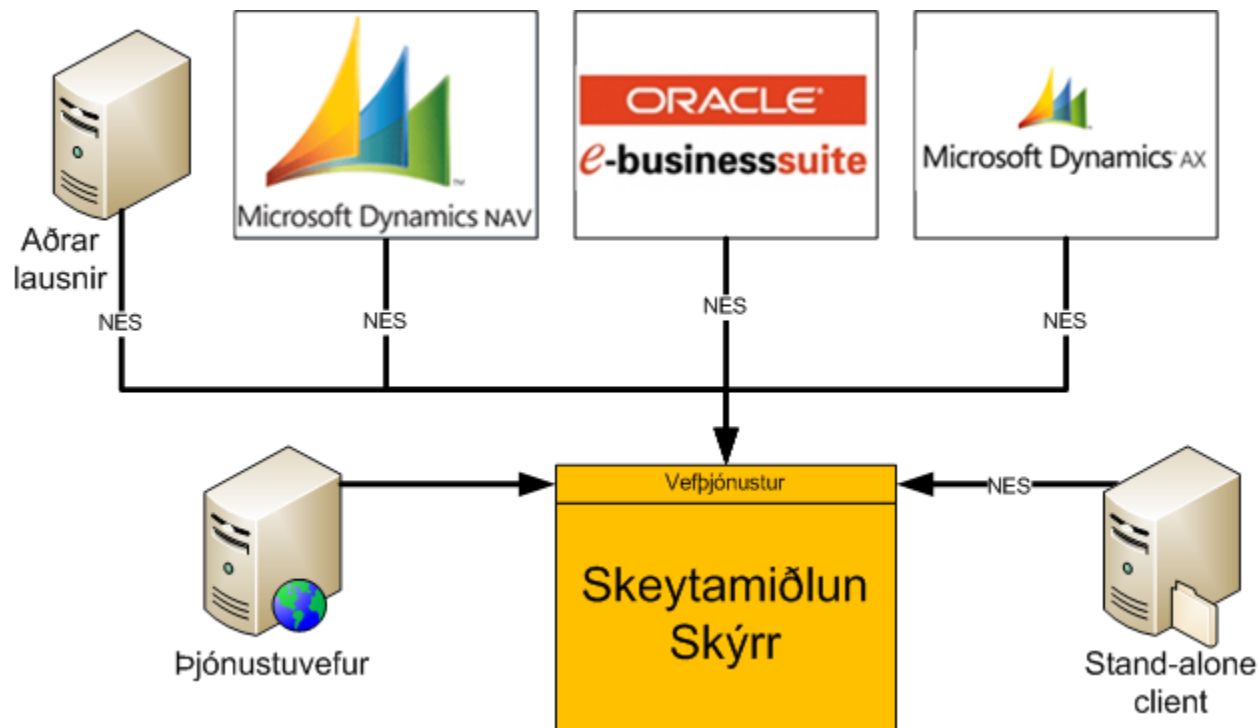 Aðrar
lausnir
Microsoft Dynamics NAV
ORACLE®
e-businesssuite
Microsoft Dynamics™ AX
NES
NES
NES
NES
Vefþjónustur
Skeytamiðlun
Skýrr
NES
Þjónustuvefur
Stand-alone
client